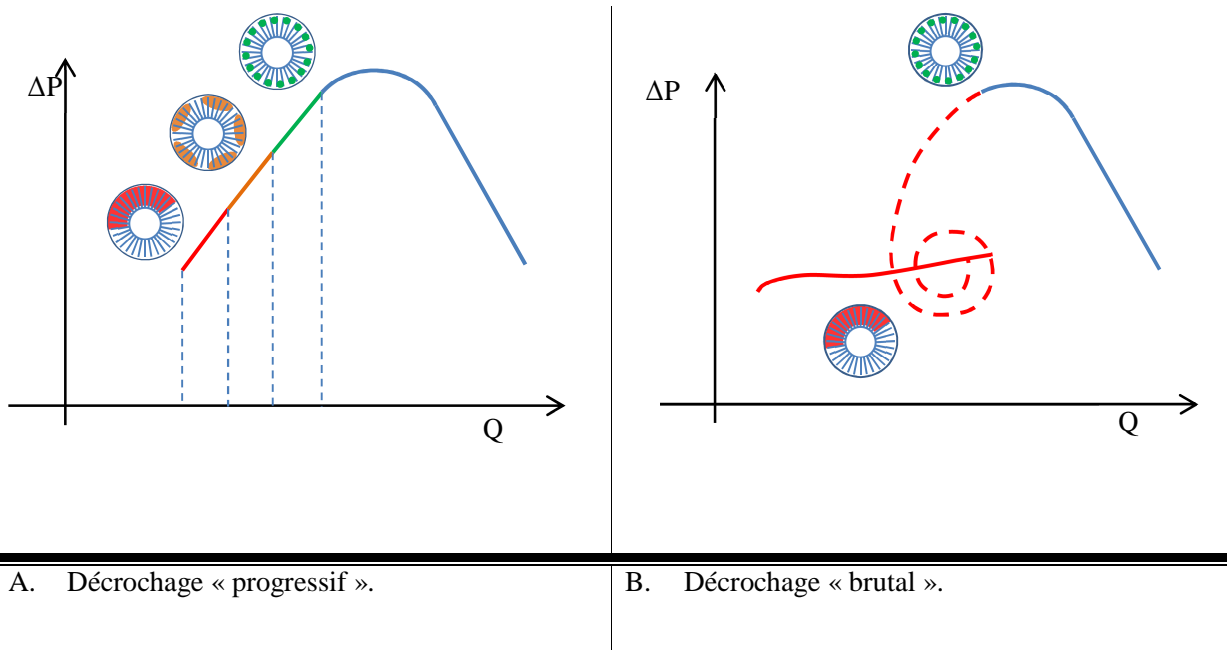 ΔP
Q
ΔP
Q
A. Décrochage « progressif ».
B. Décrochage « brutal ».